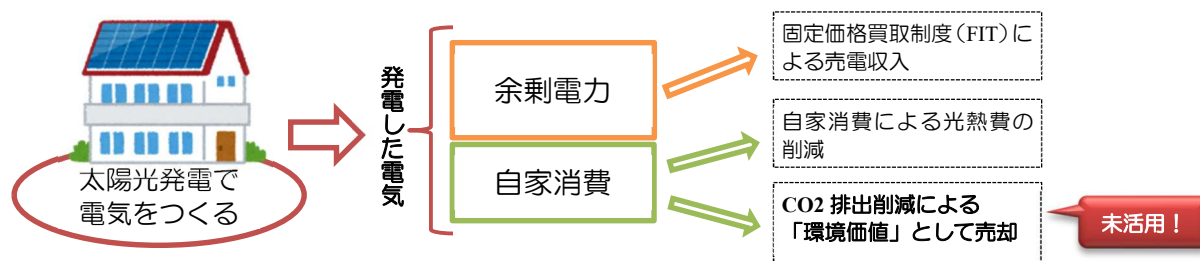 太陽光発電で
電気をつくる
発電した電気
余剰電力
自家消費
固定価格買取制度（FIT）に
よる売電収入
自家消費による光熱費の
削減
CO2 排出削減による
「環境価値」として売却
未活用！